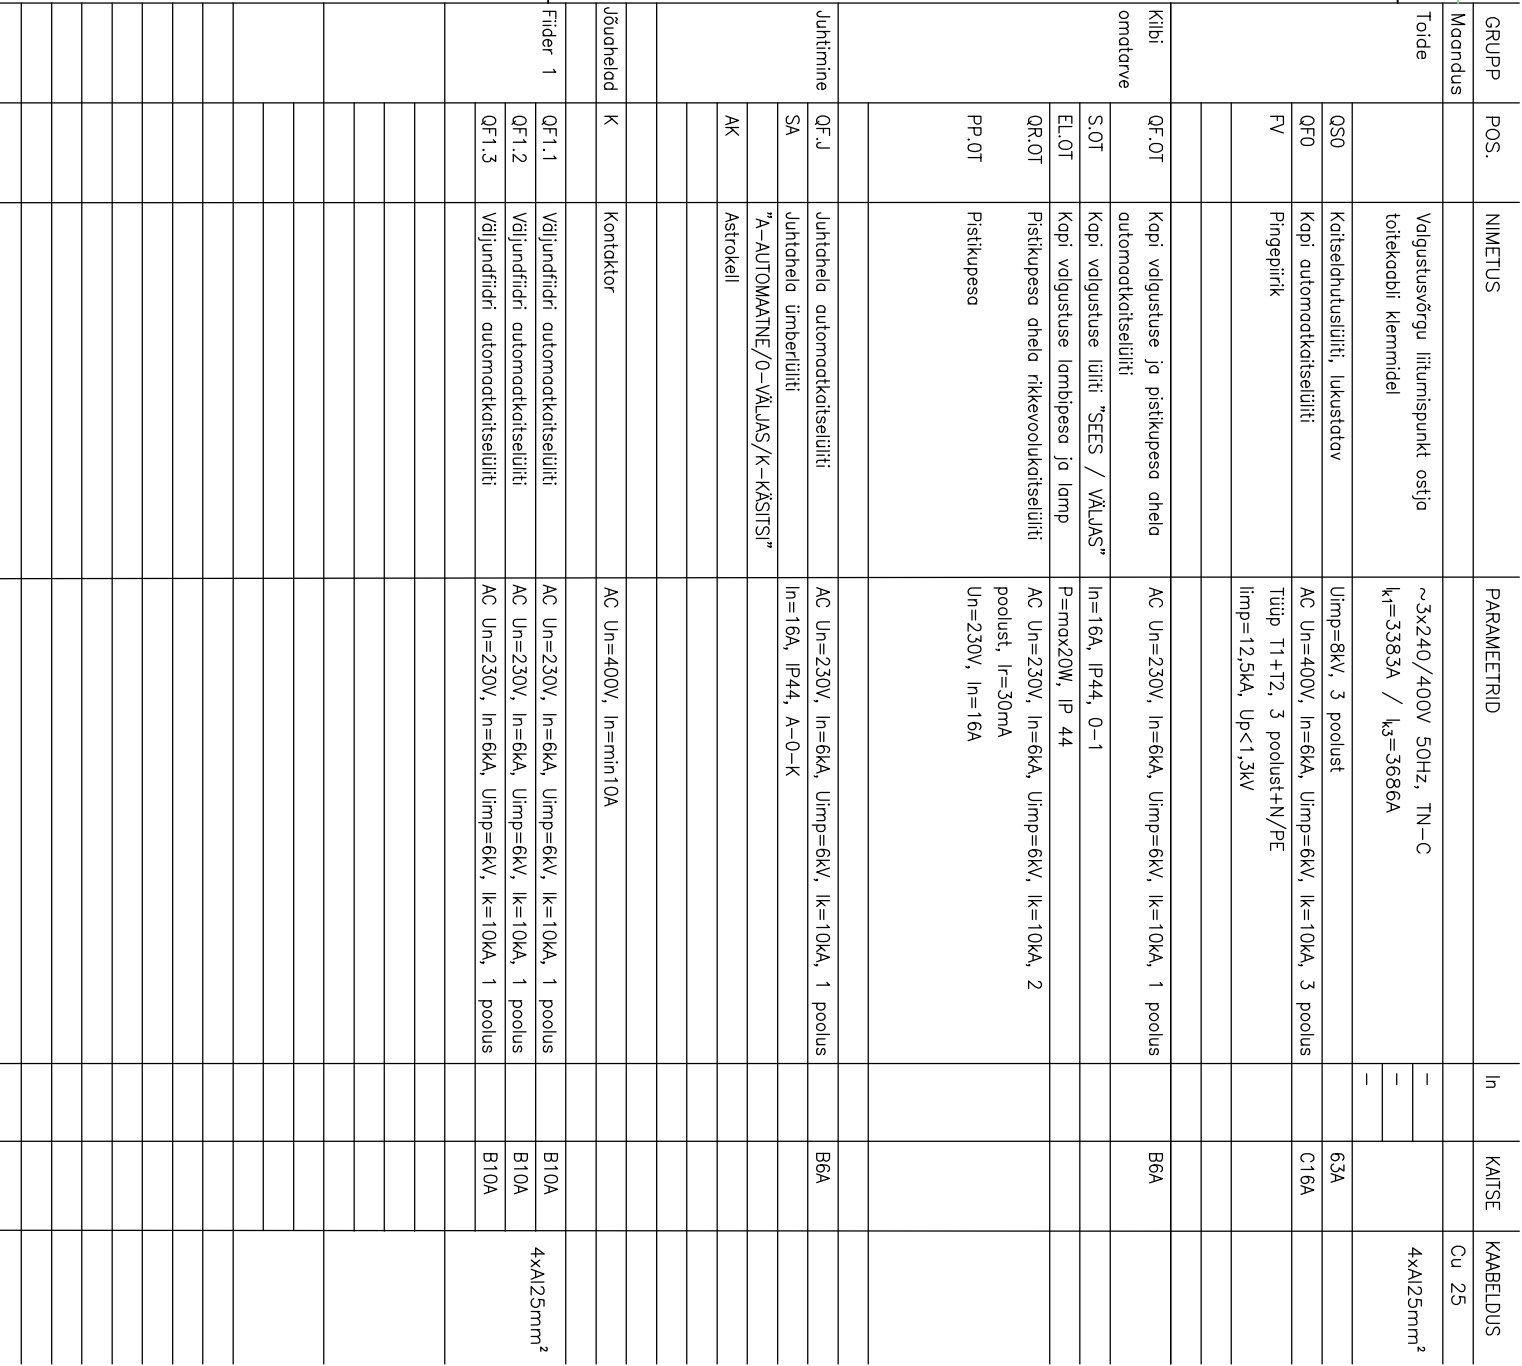 GRUPP POS. NIMETUS PARAMEETRID In KAITSE KAABELDUS
Maandus Cu 25
Toide Valgustusvõrgu liitumispunkt ostja ~3x240/400V 50Hz, TN-C - 4xAl25mm²
toitekaabli klemmidel Ik1=3383A / Ik3=3686A -
-
QS0 Kaitselahutuslüliti, lukustatav Uimp=8kV, 3 poolust 63A
QF0 Kapi automaatkaitselüliti AC Un=400V, In=6kA, Uimp=6kV, Ik=10kA, 3 poolus C16A
FV Pingepiirik Tüüp T1+T2, 3 poolust+N/PE
Iimp=12,5kA, Up<1,3kV
Kilbi QF.OT Kapi valgustuse ja pistikupesa ahela AC Un=230V, In=6kA, Uimp=6kV, Ik=10kA, 1 poolus B6A
omatarve automaatkaitselüliti
S.OT Kapi valgustuse lüliti "SEES / VÄLJAS" In=16A, IP44, 0-1
EL.OT Kapi valgustuse lambipesa ja lamp P=max20W, IP 44
QR.OT Pistikupesa ahela rikkevoolukaitselüliti AC Un=230V, In=6kA, Uimp=6kV, Ik=10kA, 2
poolust, Ir=30mA
PP.OT Pistikupesa Un=230V, In=16A
Juhtimine QF.J Juhtahela automaatkaitselüliti AC Un=230V, In=6kA, Uimp=6kV, Ik=10kA, 1 poolus B6A
SA Juhtahela ümberlüliti In=16A, IP44, A-0-K
"A-AUTOMAATNE/0-VÄLJAS/K-KÄSITSI"
AK Astrokell
Jõuahelad K Kontaktor AC Un=400V, In=min10A
Fiider 1 QF1.1 Väljundfiidri automaatkaitselüliti AC Un=230V, In=6kA, Uimp=6kV, Ik=10kA, 1 poolus B10A 4xAl25mm²
QF1.2 Väljundfiidri automaatkaitselüliti AC Un=230V, In=6kA, Uimp=6kV, Ik=10kA, 1 poolus B10A
QF1.3 Väljundfiidri automaatkaitselüliti AC Un=230V, In=6kA, Uimp=6kV, Ik=10kA, 1 poolus B10A